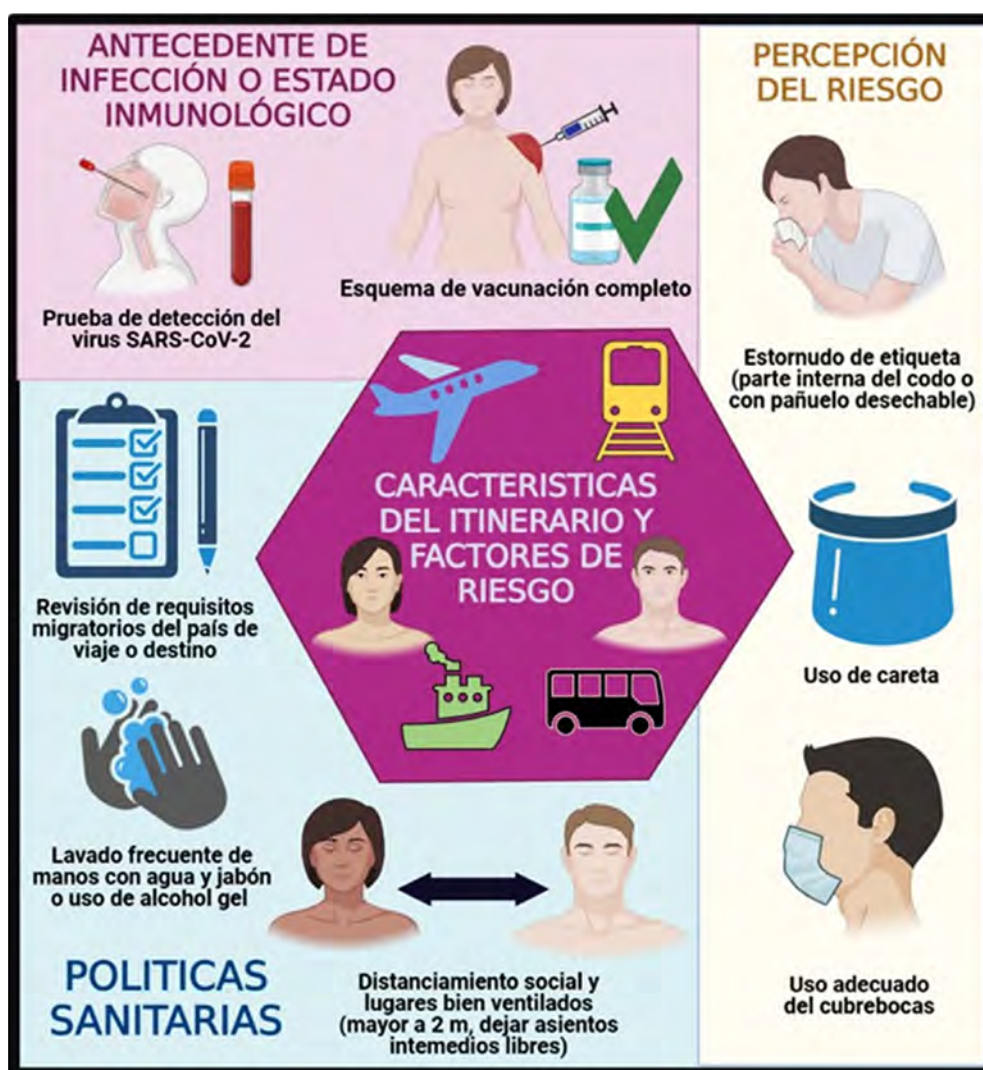 ANTECEDENTE DE
INFECCIÓN O ESTADO
INMUNOLÓGICO
Prueba de detección del
virus SARS-CoV-2
Esquema de vacunación completo
PERCEPCIÓN
DEL RIESGO
Estornudo de etiqueta
(parte interna del codo o
con pañuelo desechable)
Uso de careta
Uso adecuado
del cubrebocas
CARACTERISTICAS
DEL ITINERARIO Y
FACTORES DE
RIESGO
Revisión de requisitos
migratorios del país de
viaje o destino
Lavado frecuente de
manos con agua y jabón
o uso de alcohol gel
Distanciamiento social y
lugares bien ventilados
(mayor a 2 m, dejar asientos
intermedios libres)
POLITICAS
SANITARIAS